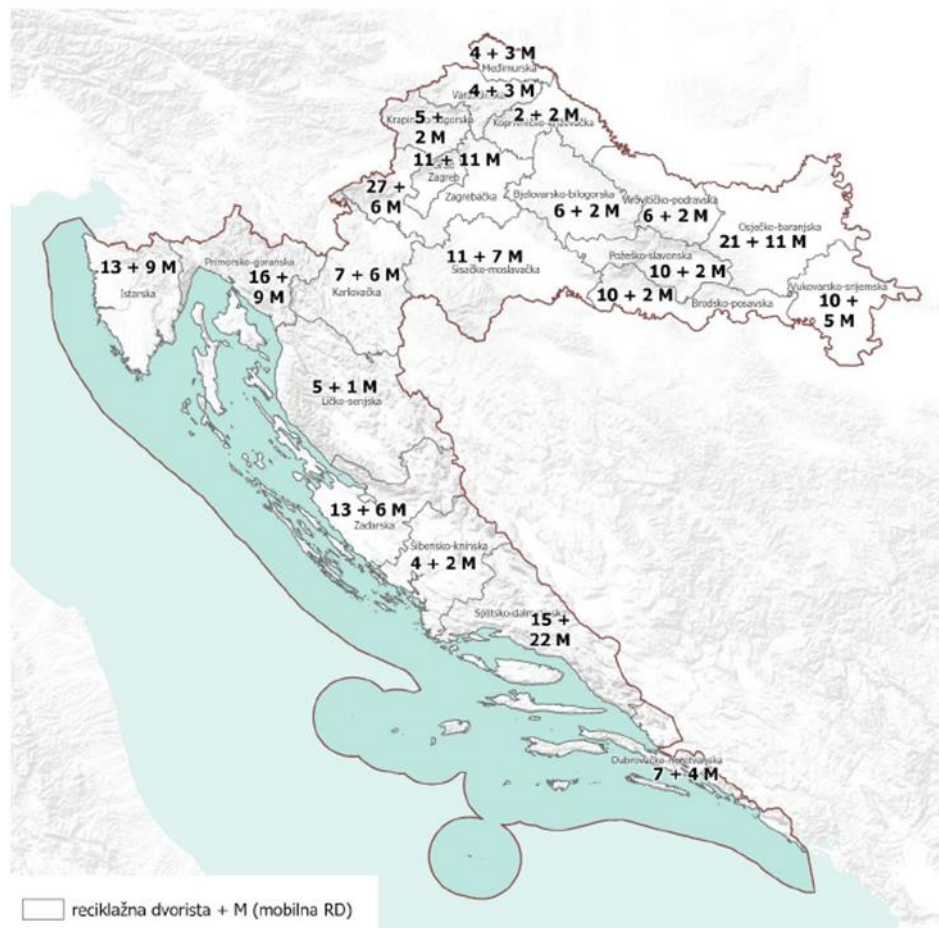 4 + 3 M
Međimurska
4 + 3 M
5 +
2 M
2 + 2 M
11 + 11 M
Grad
Zagreb
Zagrebačka
27 +
6 M
Bjelovarsko-bilogorska
6 + 2 M
Virovitičko-podravska
6 + 2 M
Osječko-baranjska
21 + 11 M
13 + 9 M
Istarska
Primorsko-goranska
16 +
9 M
7 + 6 M
Karlovačka
11 + 7 M
Sisačko-moslavačka
Požeško-slavonska
10 + 2 M
10 + 2 M
Brodsko-posavska
Vukovarsko-srijemska
10 +
5 M
5 + 1 M
Ličko-senjska
13 + 6 M
Zadarska
Šibensko-kninska
4 + 2 M
15 +
22 M
7 + 4 M
reciklažna dvorista + M (mobilna RD)